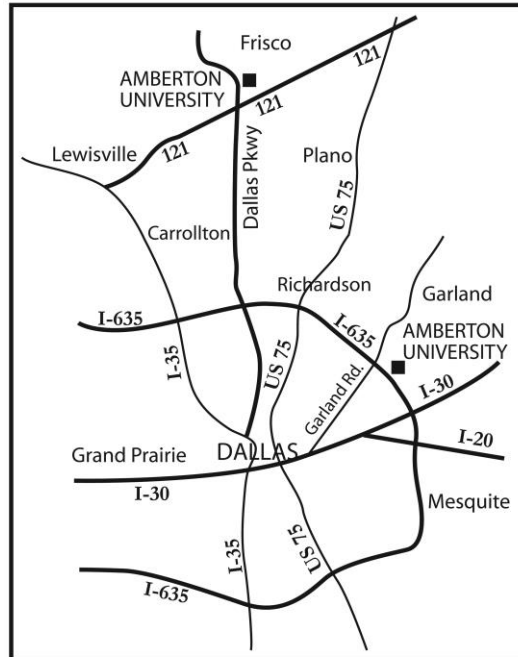 Frisco
121
AMBERTON
UNIVERSITY
121
Lewisville
121
Dallas Pkwy
Plano
US 75
Carrollton
Richardson
Garland
I-635
I-635
AMBERTON
UNIVERSITY
I-35
US 75
Garland Rd.
I-30
I-20
Grand Prairie
DALLAS
I-30
Mesquite
I-35
US 75
I-635